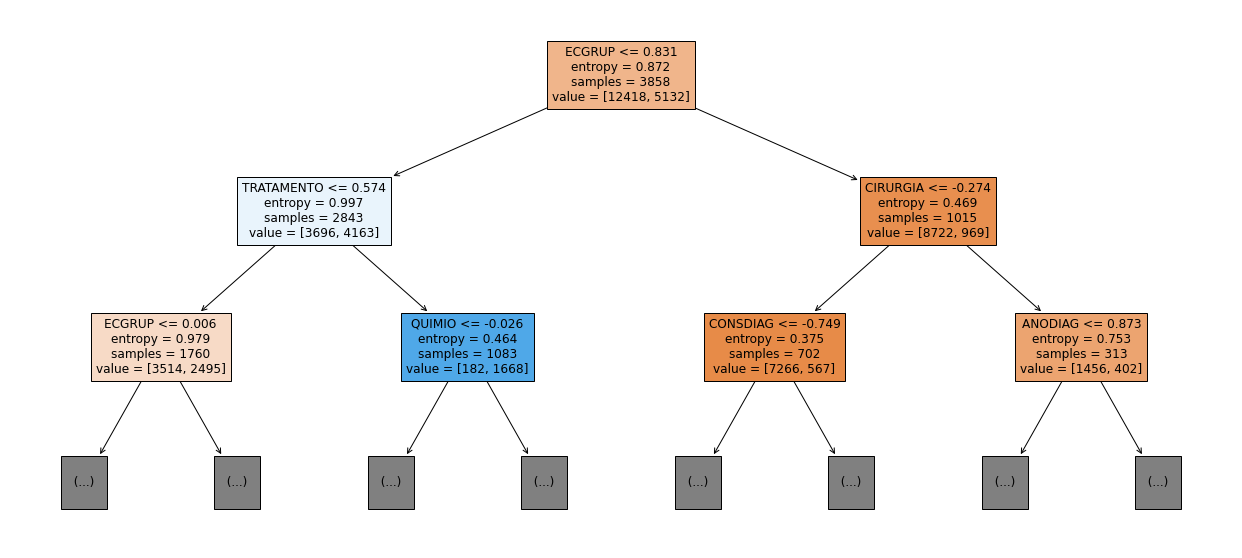 ECGRUP <= 0.831
entropy = 0.872
samples = 3858
value = [12418, 5132]
TRATAMENTO <= 0.574
entropy = 0.997
samples = 2843
value = [3696, 4163]
CIRURGIA <= -0.274
entropy = 0.469
samples = 1015
value = [8722, 969]
ECGRUP <= 0.006
entropy = 0.979
samples = 1760
value = [3514, 2495]
QUIMIO <= -0.026
entropy = 0.464
samples = 1083
value = [182, 1668]
CONSDIAG <= -0.749
entropy = 0.375
samples = 702
value = [7266, 567]
ANODIAG <= 0.873
entropy = 0.753
samples = 313
value = [1456, 402]
(...)
(...)
(...)
(...)
(...)
(...)
(...)
(...)